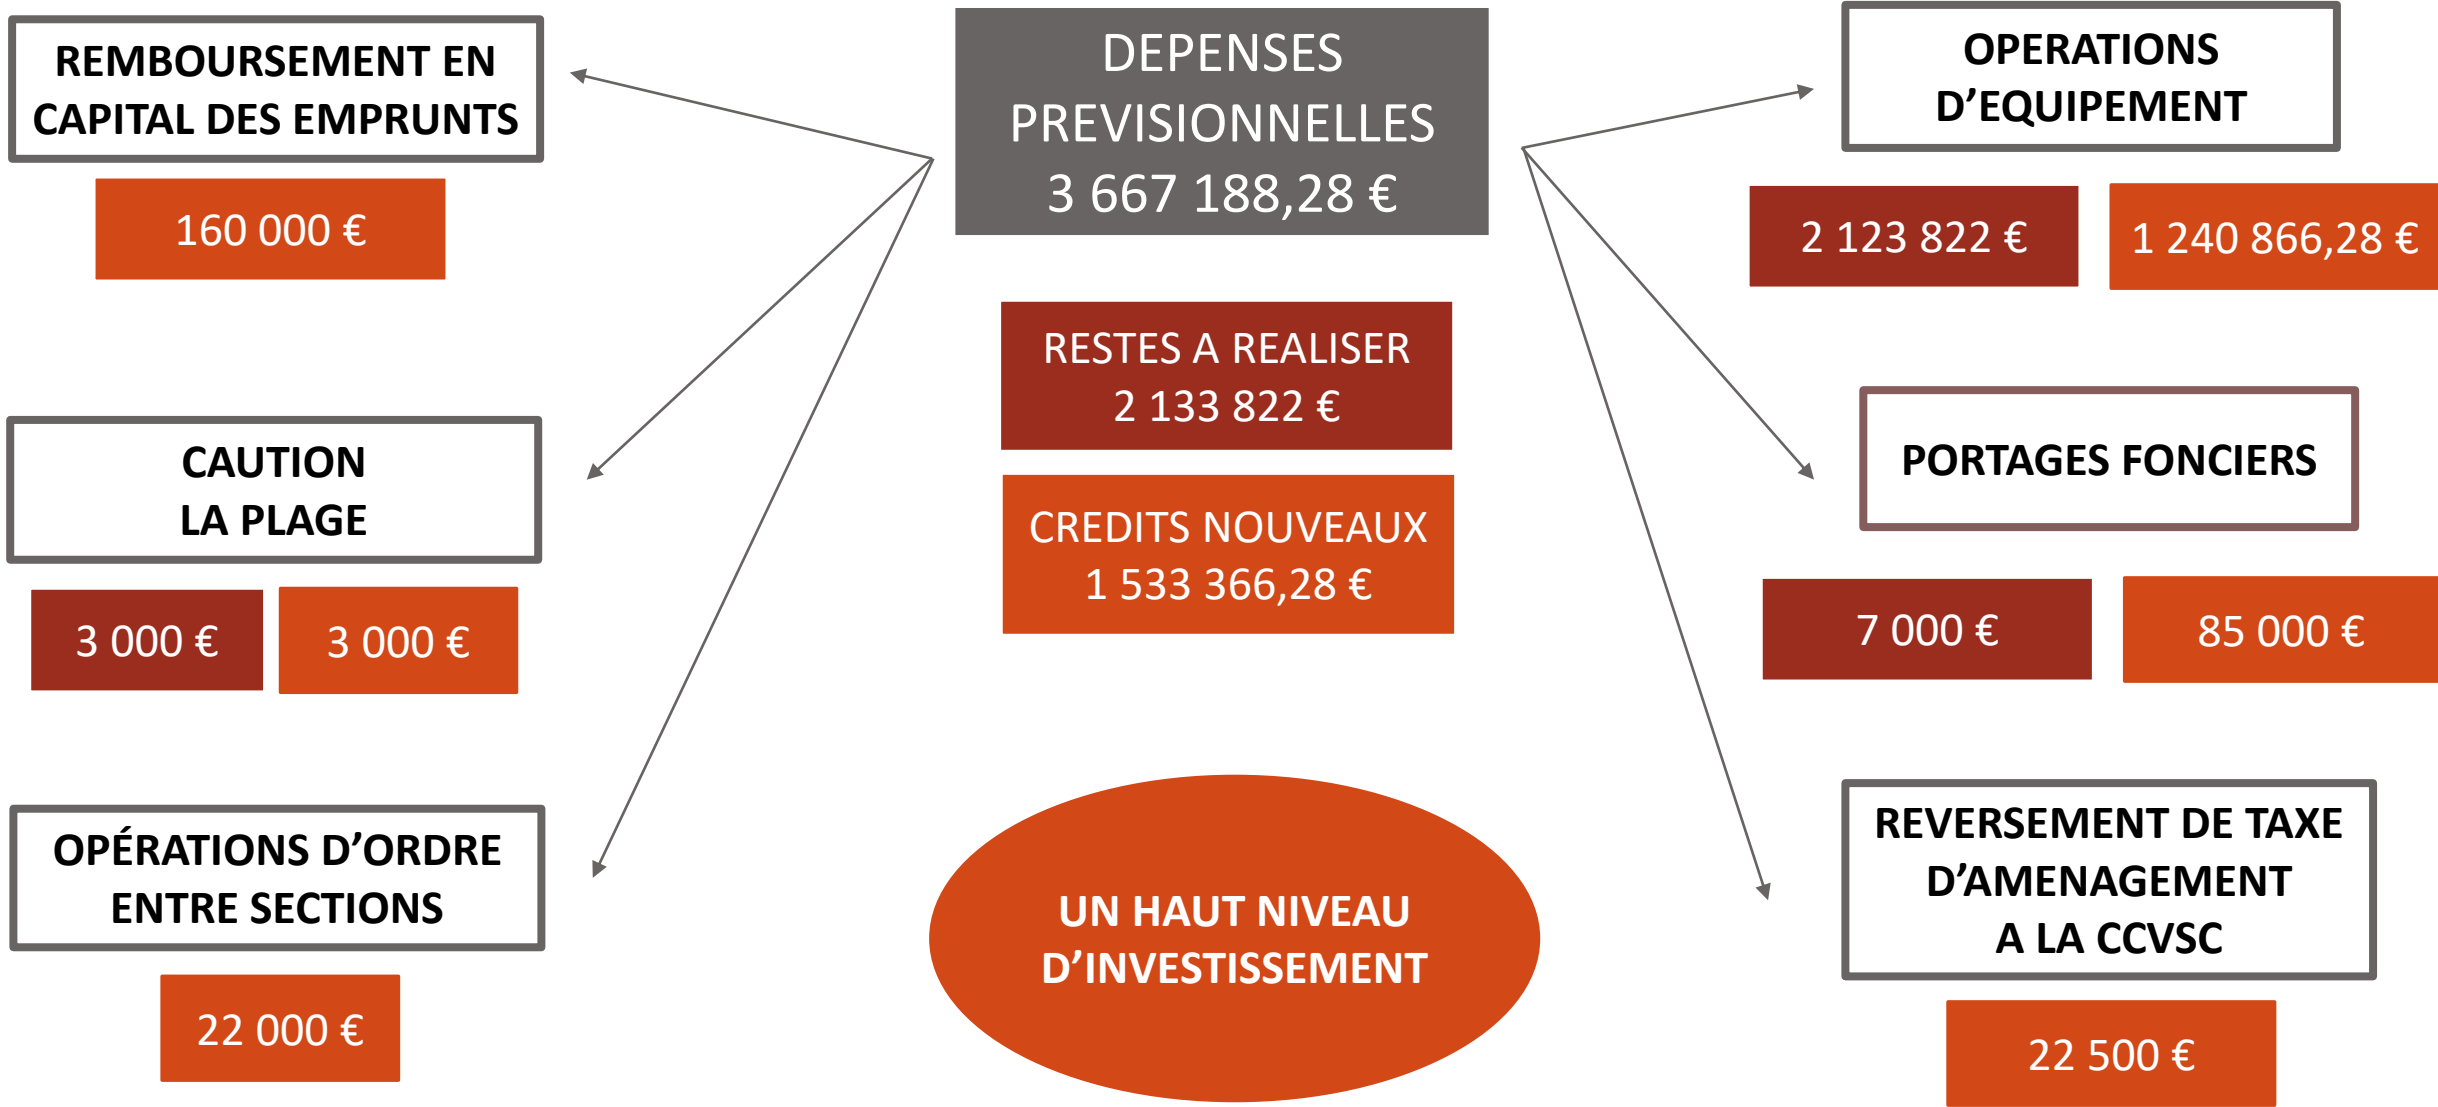 DEPENSES
PREVISIONNELLES
3 667 188,28 €
RESTES A REALISER
2 133 822 €
CREDITS NOUVEAUX
1 533 366,28 €
REMBOURSEMENT EN
CAPITAL DES EMPRUNTS
160 000 €
CAUTION
LA PLAGE
3 000 €
3 000 €
OPÉRATIONS D’ORDRE
ENTRE SECTIONS
22 000 €
OPERATIONS
D’EQUIPEMENT
2 123 822 €
1 240 866,28 €
PORTAGES FONCIERS
7 000 €
85 000 €
REVERSEMENT DE TAXE
D’AMENAGEMENT
A LA CCVSC
22 500 €
UN HAUT NIVEAU
D’INVESTISSEMENT